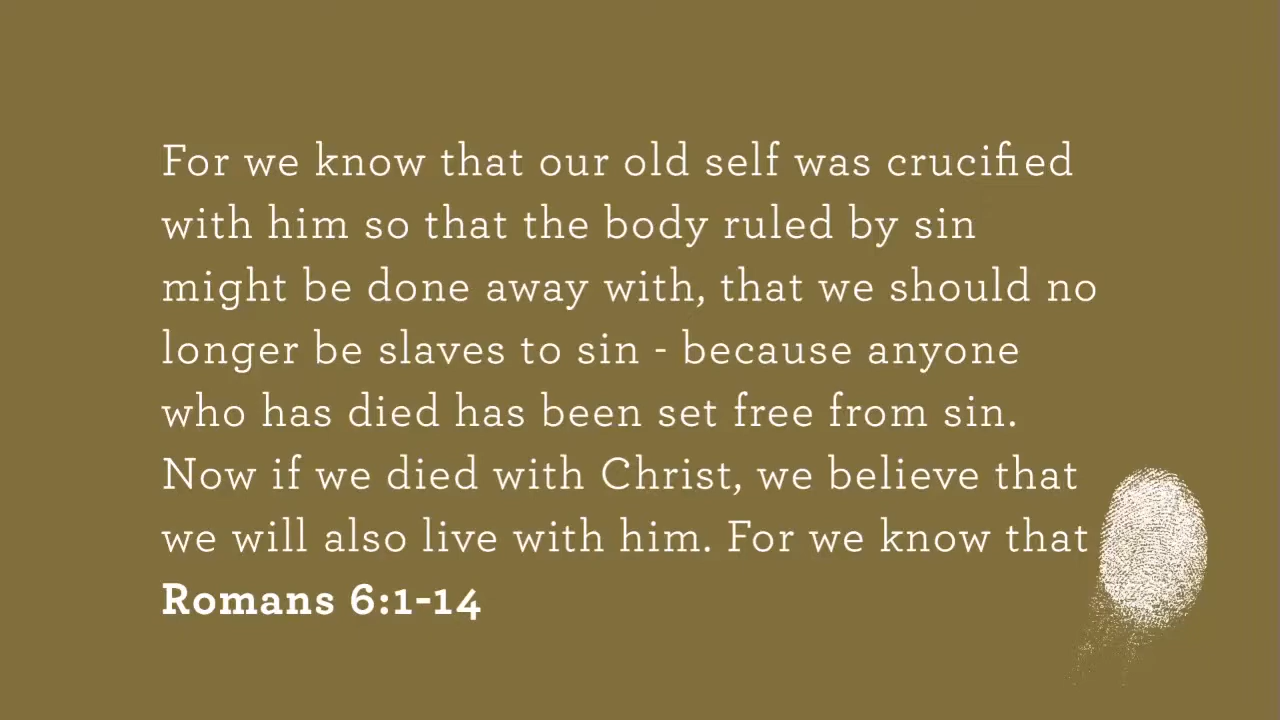 For we know that our old self was crucified
with him so that the body ruled by sin
might be done away with, that we should no
longer be slaves to sin - because anyone
who has died has been set free from sin.
Now if we died with Christ, we believe that
we will also live with him. For we know that
Romans 6:1-14